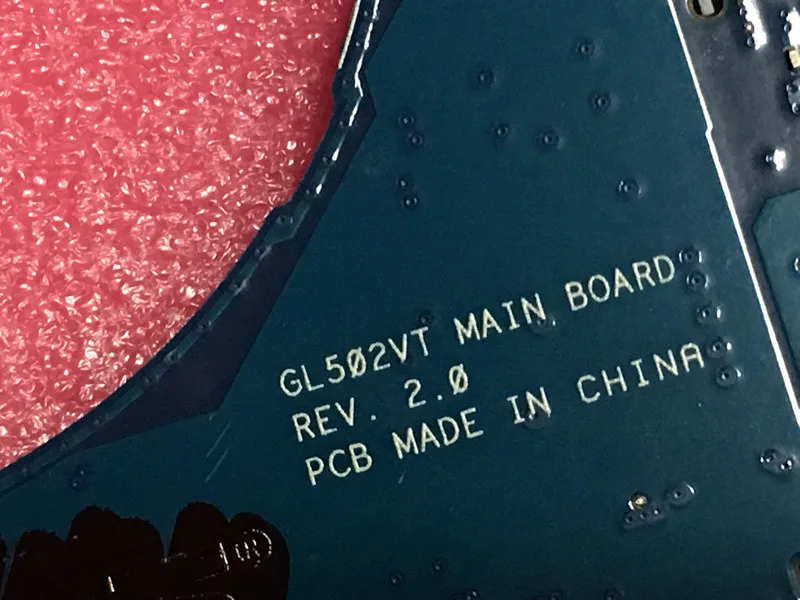 GL502VT MAIN BOARD
REV. 2.0
PCB MADE IN CHINA